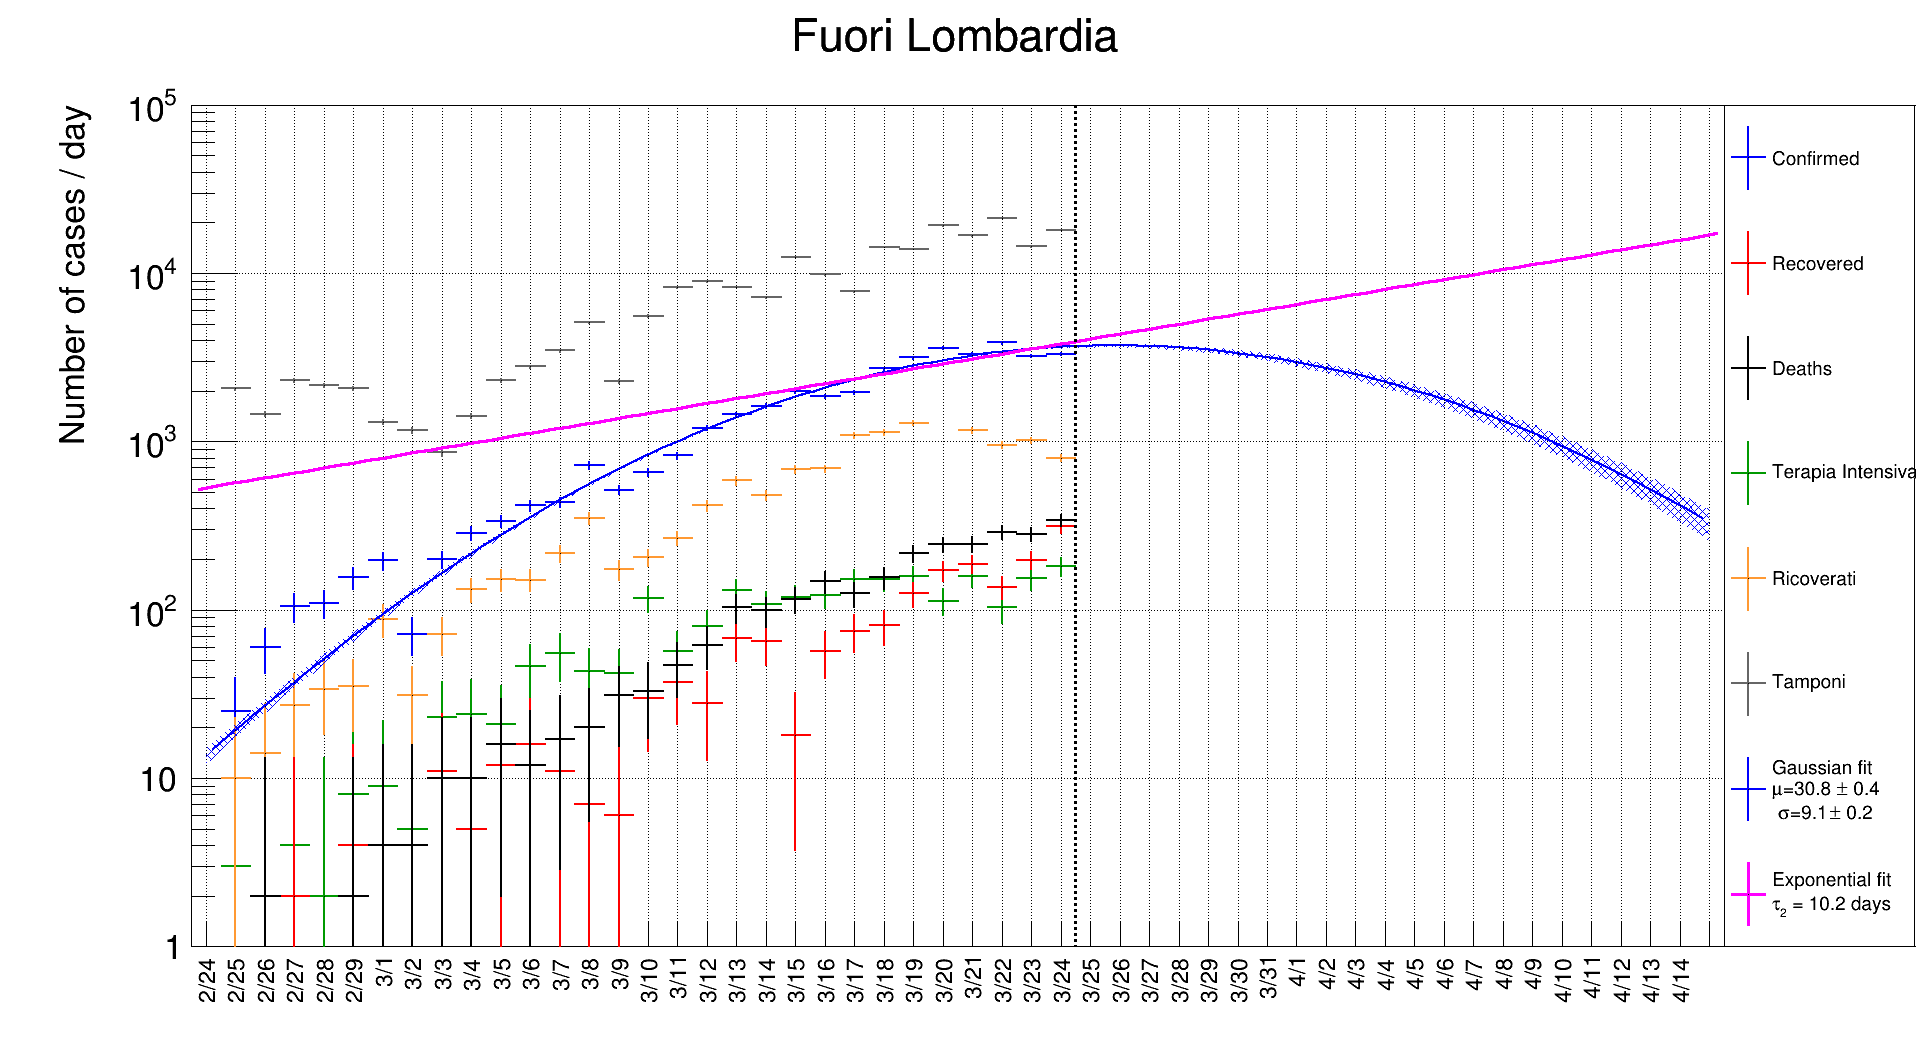 Fuori Lombardia
Number of cases / day
10^5
10^4
10^3
10^2
10
1
2/24 2/25 2/26 2/27 2/28 2/29 3/1 3/2 3/3 3/4 3/5 3/6 3/7 3/8 3/9 3/10 3/11 3/12 3/13 3/14 3/15 3/16 3/17 3/18 3/19 3/20 3/21 3/22 3/23 3/24 3/25 3/26 3/27 3/28 3/29 3/30 3/31 4/1 4/2 4/3 4/4 4/5 4/6 4/7 4/8 4/9 4/10 4/11 4/12 4/13 4/14
Confirmed
Recovered
Deaths
Terapia Intensiva
Ricoverati
Tamponi
Gaussian fit
μ=30.8 ± 0.4
σ=9.1± 0.2
Exponential fit
τ₂ = 10.2 days